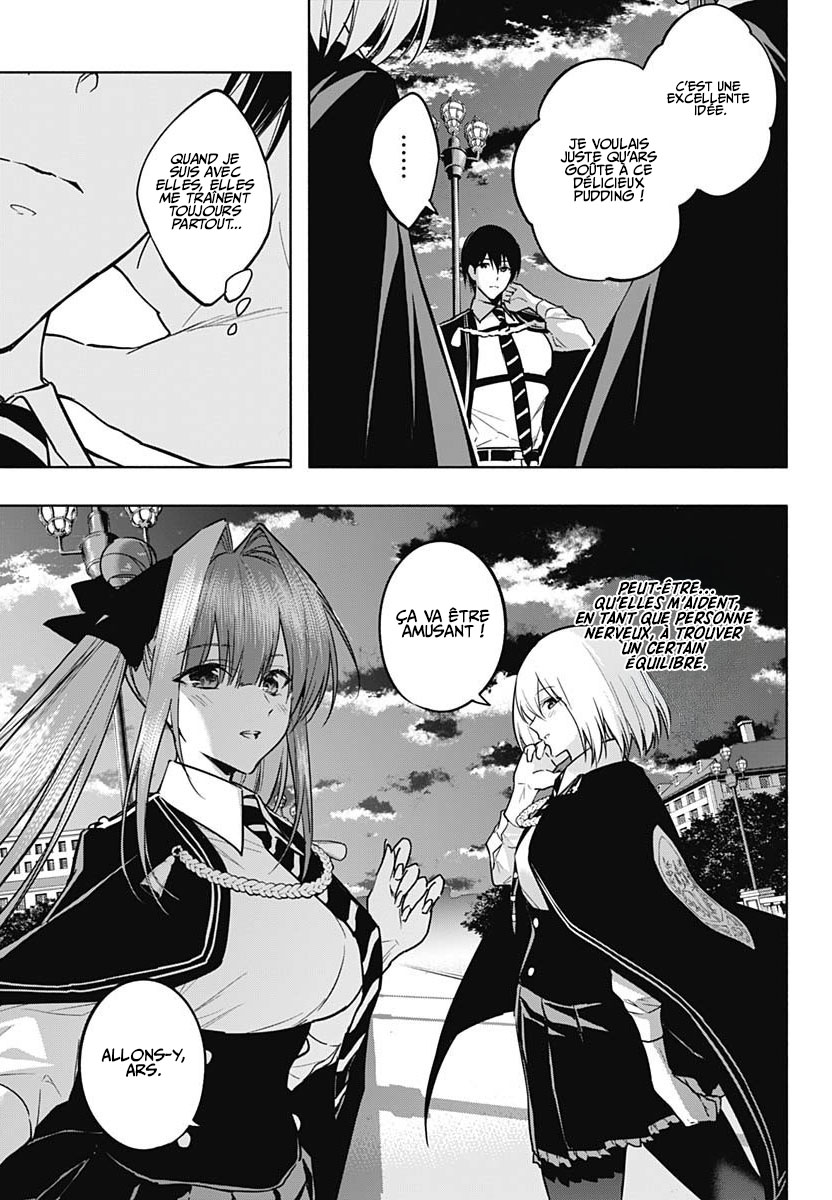 C'EST UNE
EXCELLENTE
IDÉE.
JE VOULAIS
JUSTE QU'ARS
GOÛTE À CE
DÉLICIEUX
PUDDING !
........
QUAND JE
SUIS AVEC
ELLES, ELLES
ME TRAÎNENT
TOUJOURS
PARTOUT...
PEUT-ÊTRE...
QU'ELLES M'AIDENT,
EN TANT QUE PERSONNE
NERVEUX, À TROUVER
UN CERTAIN
ÉQUILIBRE.
ÇA VA ÊTRE
AMUSANT !
ALLONS-Y,
ARS.